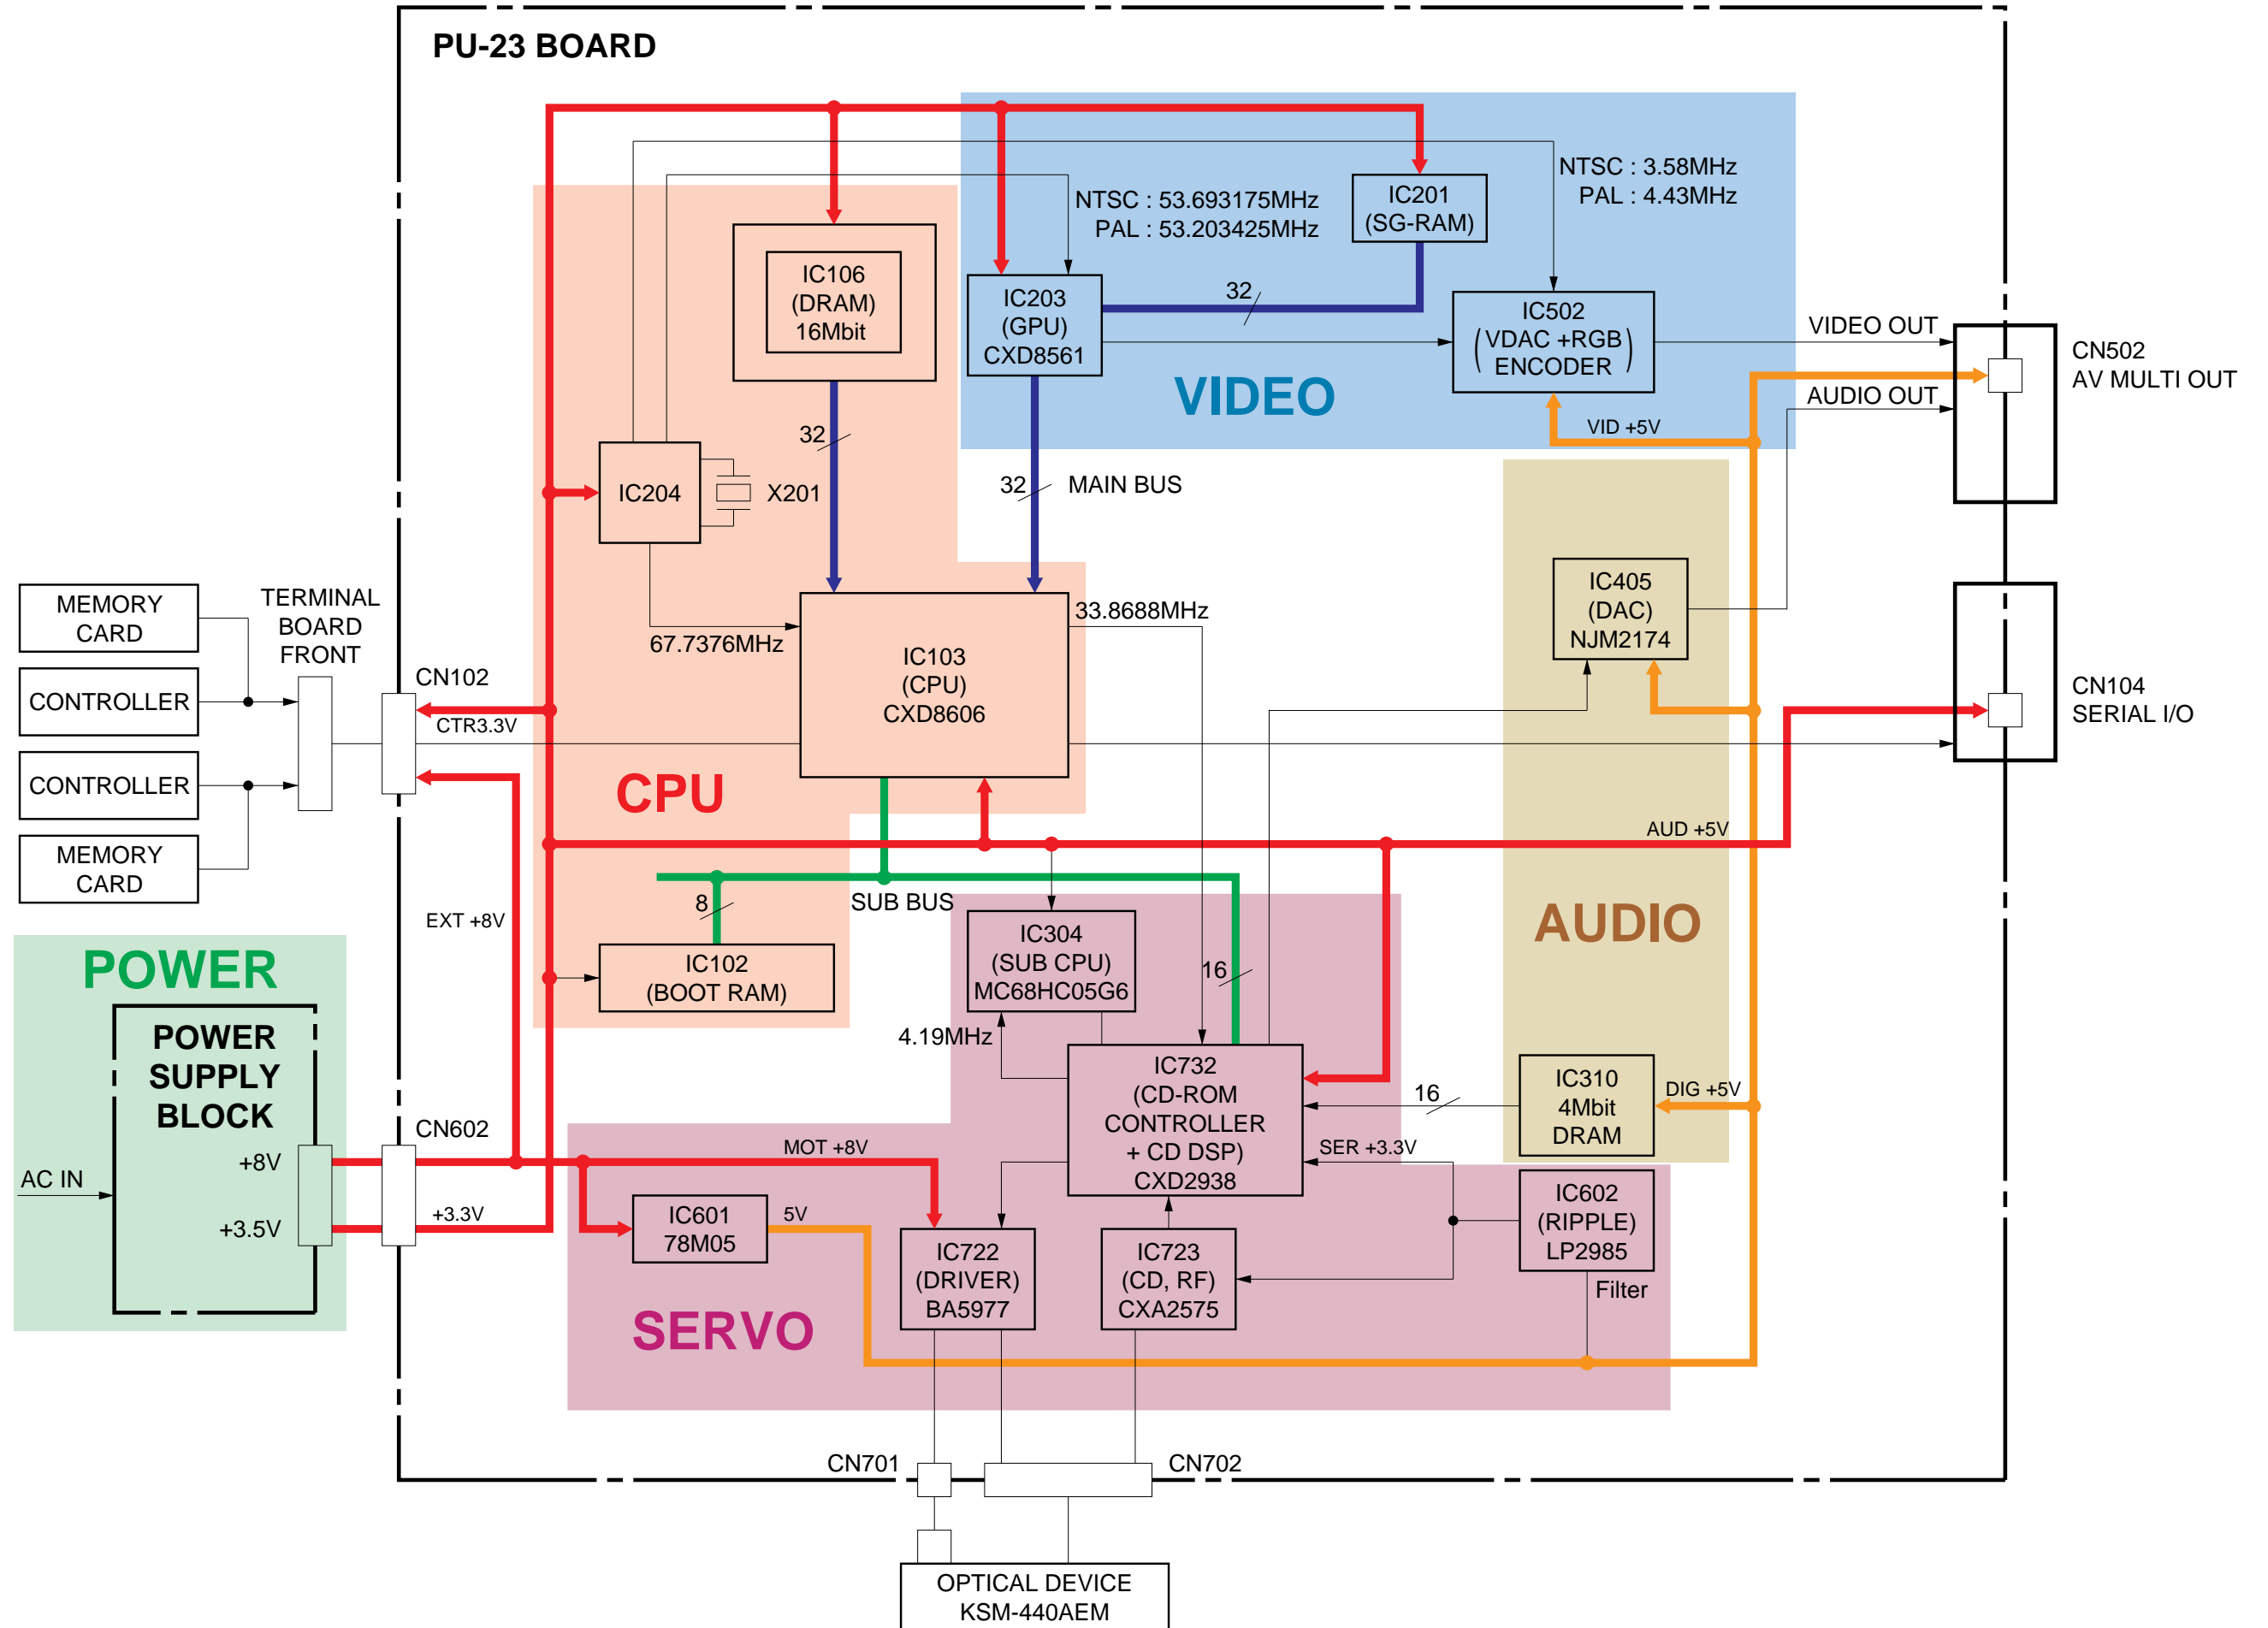 PU-23 BOARD
NTSC : 3.58MHz
PAL : 4.43MHz
NTSC : 53.693175MHz
PAL : 53.203425MHz
IC201
(SG-RAM)
IC106
(DRAM)
16Mbit
IC203
(GPU)
CXD8561
32
IC502
(VDAC +RGB
ENCODER)
VIDEO OUT
CN502
AV MULTI OUT
VIDEO
AUDIO OUT
VID +5V
32
IC204
X201
32
MAIN BUS
MEMORY
CARD
TERMINAL
BOARD
FRONT
67.7376MHz
33.8688MHz
IC405
(DAC)
NJM2174
IC103
(CPU)
CXD8606
CONTROLLER
CN102
CTR3.3V
CN104
SERIAL I/O
CONTROLLER
CPU
MEMORY
CARD
AUD +5V
8
SUB BUS
EXT +8V
AUDIO
POWER
IC102
(BOOT RAM)
IC304
(SUB CPU)
MC68HC05G6
16
4.19MHz
POWER
SUPPLY
BLOCK
IC732
(CD-ROM
CONTROLLER
+ CD DSP)
CXD2938
16
IC310
4Mbit
DRAM
DIG +5V
CN602
+8V
MOT +8V
SER +3.3V
AC IN
+3.5V
+3.3V
IC601
78M05
5V
IC602
(RIPPLE)
LP2985
Filter
IC722
(DRIVER)
BA5977
IC723
(CD, RF)
CXA2575
SERVO
CN701
CN702
OPTICAL DEVICE
KSM-440AEM